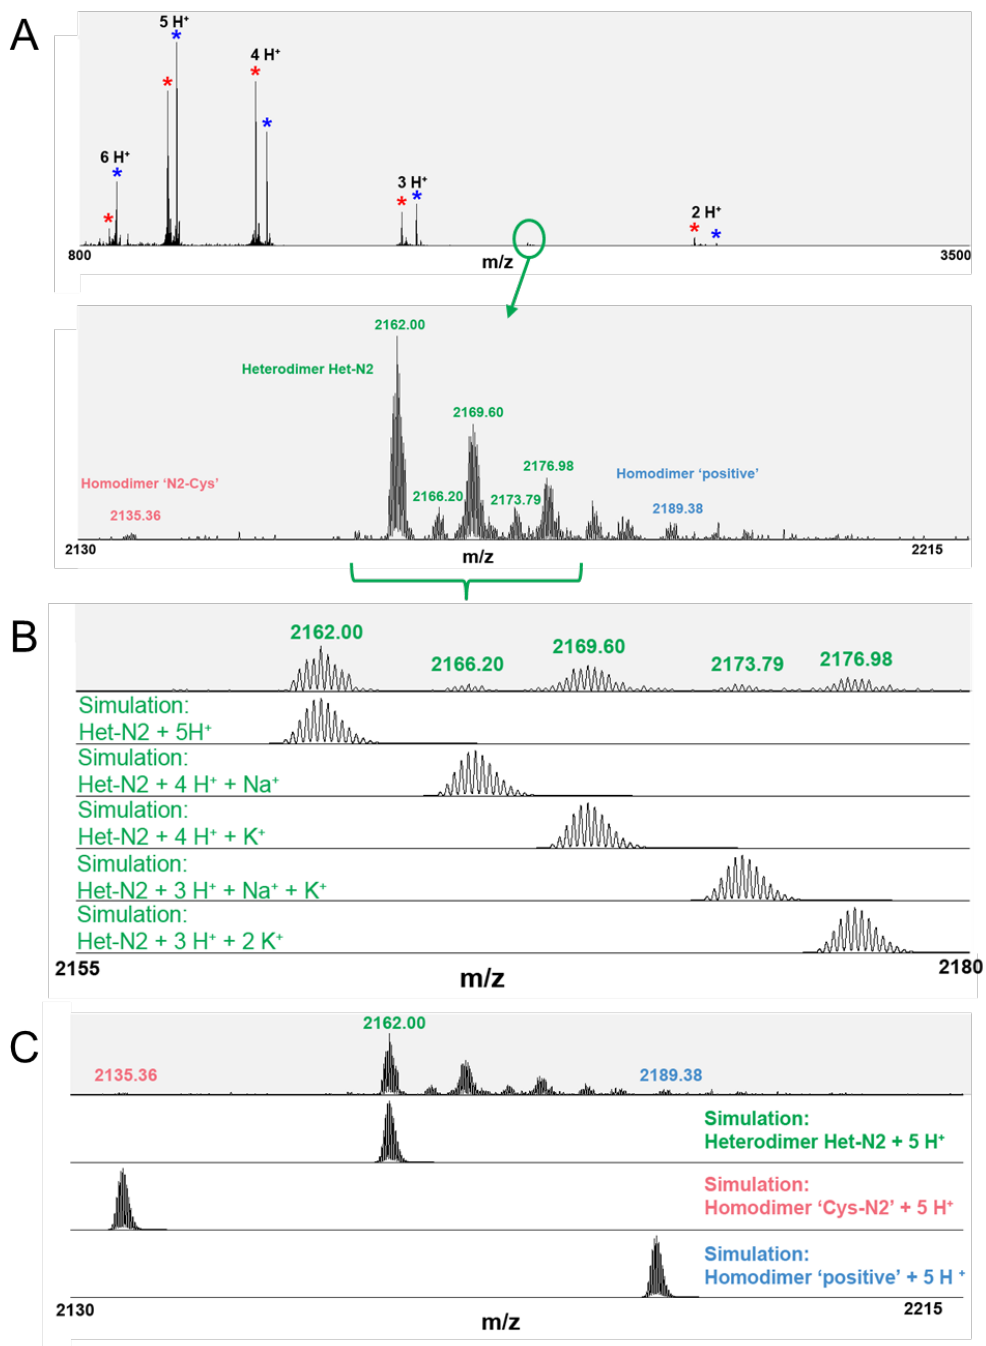 A
5 H⁺
*
*
4 H⁺
*
*
6 H⁺
*
*
3 H⁺
*
*
2 H⁺
*
*
800
m/z
3500
2162.00
Heterodimer Het-N2
2169.60
2176.98
2166.20
2173.79
Homodimer ‘N2-Cys’
2135.36
Homodimer ‘positive’
2189.38
2130
m/z
2215
B
2162.00
2166.20
2169.60
2173.79
2176.98
Simulation:
Het-N2 + 5H⁺
Simulation:
Het-N2 + 4 H⁺ + Na⁺
Simulation:
Het-N2 + 4 H⁺ + K⁺
Simulation:
Het-N2 + 3 H⁺ + Na⁺ + K⁺
Simulation:
Het-N2 + 3 H⁺ + 2 K⁺
2155
m/z
2180
C
2162.00
2135.36
2189.38
Simulation:
Heterodimer Het-N2 + 5 H⁺
Simulation:
Homodimer ‘Cys-N2’ + 5 H⁺
Simulation:
Homodimer ‘positive’ + 5 H ⁺
2130
m/z
2215